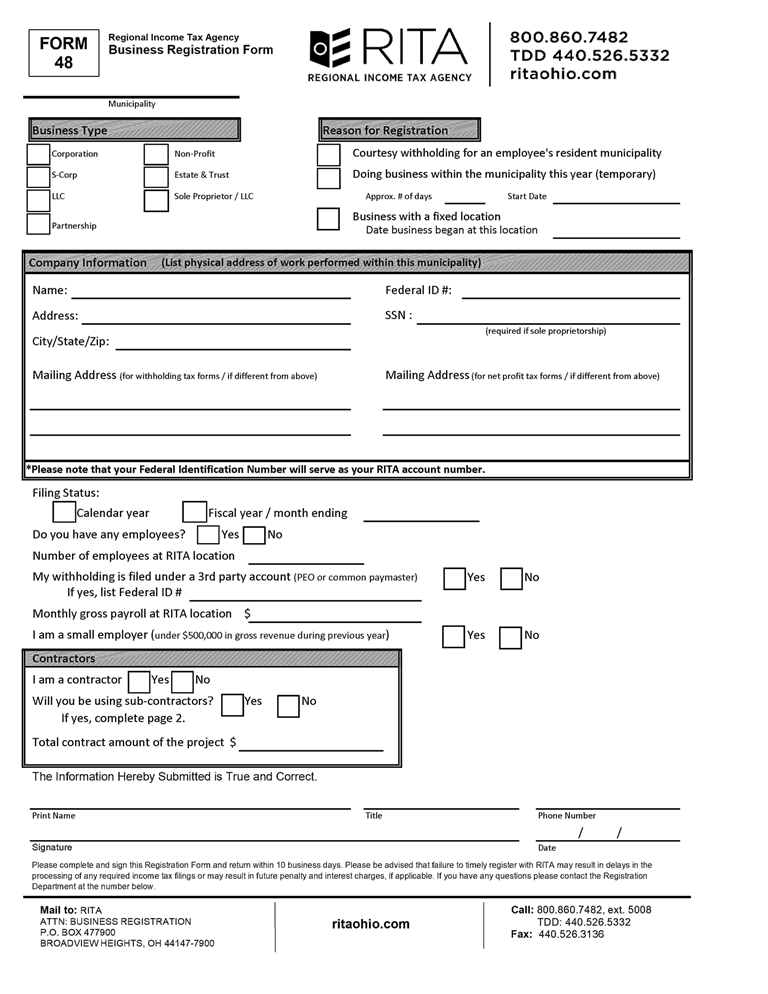 FORM
48
Regional Income Tax Agency
Business Registration Form
RITA
REGIONAL INCOME TAX AGENCY
800.860.7482
TDD 440.526.5332
ritaohio.com
Municipality
Business Type
Corporation
Non-Profit
S-Corp
Estate & Trust
LLC
Sole Proprietor / LLC
Partnership
Reason for Registration
Courtesy withholding for an employee's resident municipality
Doing business within the municipality this year (temporary)
Approx. # of days
Start Date
Business with a fixed location
Date business began at this location
Company Information (List physical address of work performed within this municipality)
Name:
Federal ID #:
Address:
SSN :
(required if sole proprietorship)
City/State/Zip:
Mailing Address (for withholding tax forms / if different from above)
Mailing Address (for net profit tax forms / if different from above)
*Please note that your Federal Identification Number will serve as your RITA account number.
Filing Status:
Calendar year
Fiscal year / month ending
Do you have any employees? Yes No
Number of employees at RITA location
My withholding is filed under a 3rd party account (PEO or common paymaster) Yes No
If yes, list Federal ID #
Monthly gross payroll at RITA location $
I am a small employer (under $500,000 in gross revenue during previous year) Yes No
Contractors
I am a contractor Yes No
Will you be using sub-contractors? Yes No
If yes, complete page 2.
Total contract amount of the project $
The Information Hereby Submitted is True and Correct.
Print Name
Title
Phone Number
/ /
Signature
Date
Please complete and sign this Registration Form and return within 10 business days. Please be advised that failure to timely register with RITA may result in delays in the
processing of any required income tax filings or may result in future penalty and interest charges, if applicable. If you have any questions please contact the Registration
Department at the number below.
Mail to: RITA
ATTN: BUSINESS REGISTRATION
P.O. BOX 477900
BROADVIEW HEIGHTS, OH 44147-7900
ritaohio.com
Call: 800.860.7482, ext. 5008
TDD: 440.526.5332
Fax: 440.526.3136